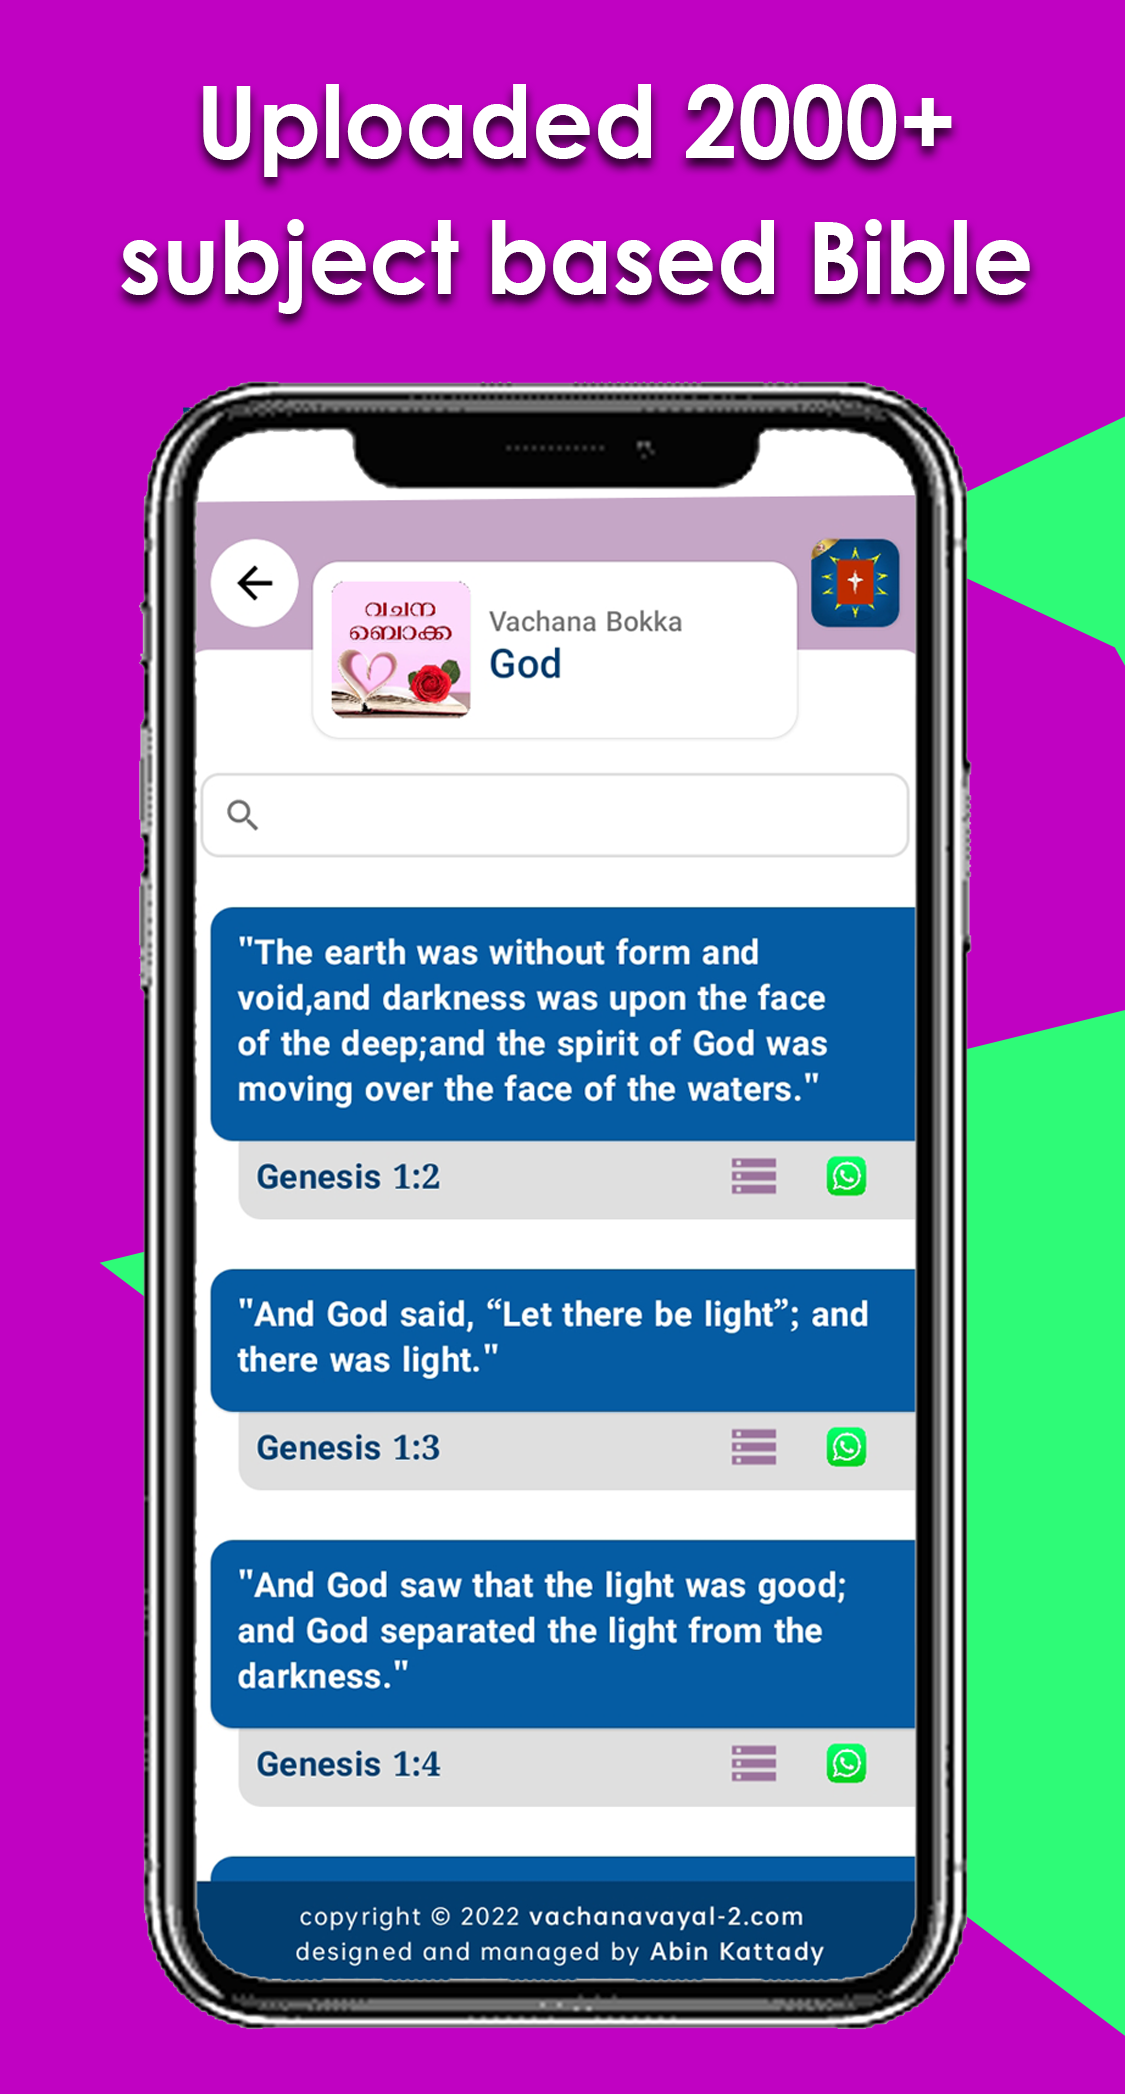 Uploaded 2000+
subject based Bible
വചന
ബൊക്ക
Vachana Bokka
God
"The earth was without form and
void,and darkness was upon the face
of the deep;and the spirit of God was
moving over the face of the waters."
Genesis 1:2
"And God said, “Let there be light”; and
there was light."
Genesis 1:3
"And God saw that the light was good;
and God separated the light from the
darkness."
Genesis 1:4
copyright © 2022 vachanavayal-2.com
designed and managed by Abin Kattady